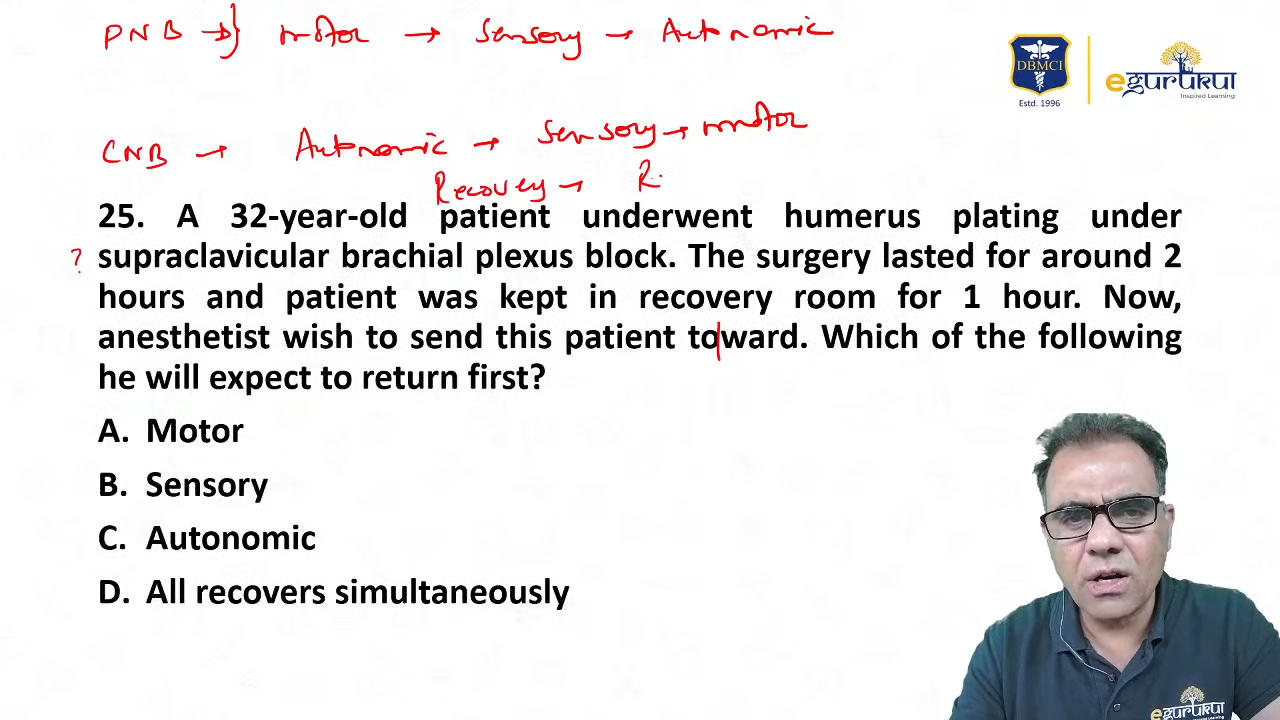 PNB → } motor → Sensory → Autonomic
DBMCI
Estd. 1996
egurukul
Inspired Learning
CNB → Autonomic → Sensory → motor
Recovery → R.
25. A 32-year-old patient underwent humerus plating under
? supraclavicular brachial plexus block. The surgery lasted for around 2
hours and patient was kept in recovery room for 1 hour. Now,
anesthetist wish to send this patient toward. Which of the following
he will expect to return first?
A. Motor
B. Sensory
C. Autonomic
D. All recovers simultaneously
egurukul